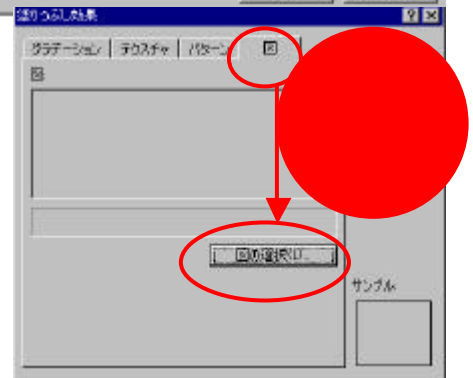 塗りつぶし効果
グラデーション テクスチャ パターン 図
図
図の選択(L)...
サンプル